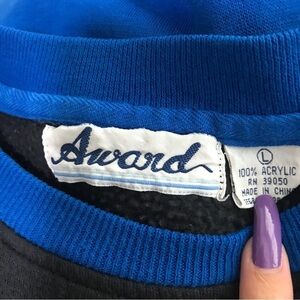 Award
L
100% ACRYLIC
RN 39050
MADE IN CHINA